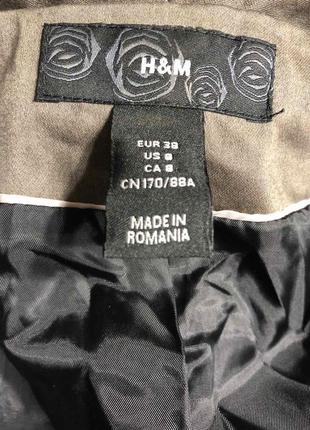 H&M
EUR 38
US 8
CA 8
CN 170/88A
MADE IN
ROMANIA